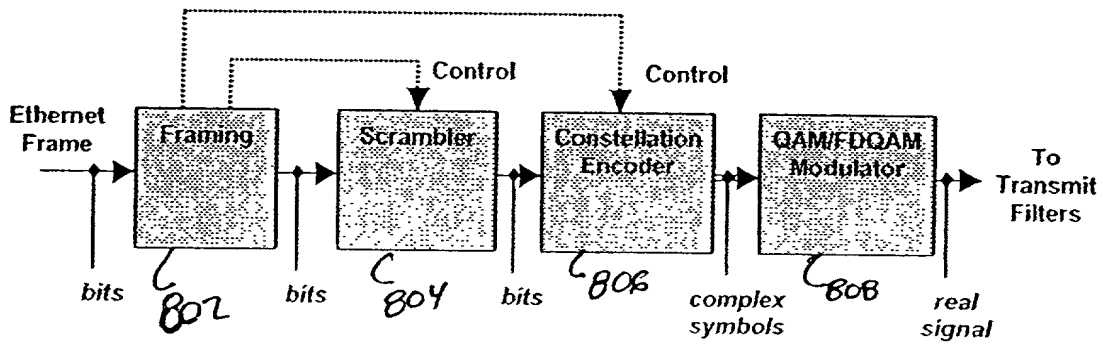 Control
Control
Ethernet
Frame
Framing
Scrambler
Constellation
Encoder
QAM/FDQAM
Modulator
To
Transmit
Filters
bits
802
bits
804
bits
806
complex
symbols
808
real
signal